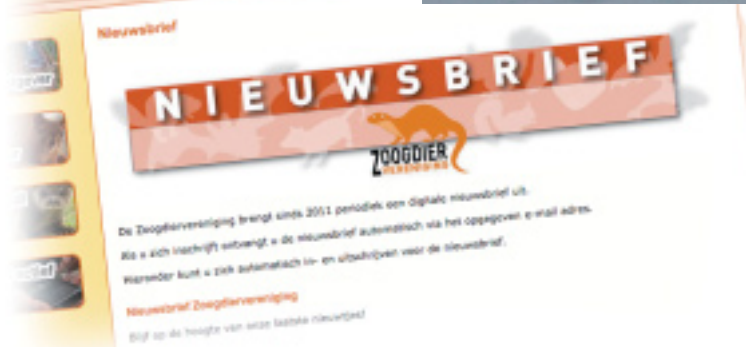 Nieuwsbrief
NIEUWSBRIEF
ZOOGDIER
VERENIGING
De Zoogdiervereniging brengt sinds 2011 periodiek een digitale nieuwsbrief uit.
Als u zich inschrijft ontvangt u de nieuwsbrief automatisch via het opgegeven e-mail adres.
Hieronder kunt u zich automatisch in- en uitschrijven voor de nieuwsbrief.
Nieuwsbrief Zoogdiervereniging
Blijf op de hoogte van onze laatste nieuwtjes!